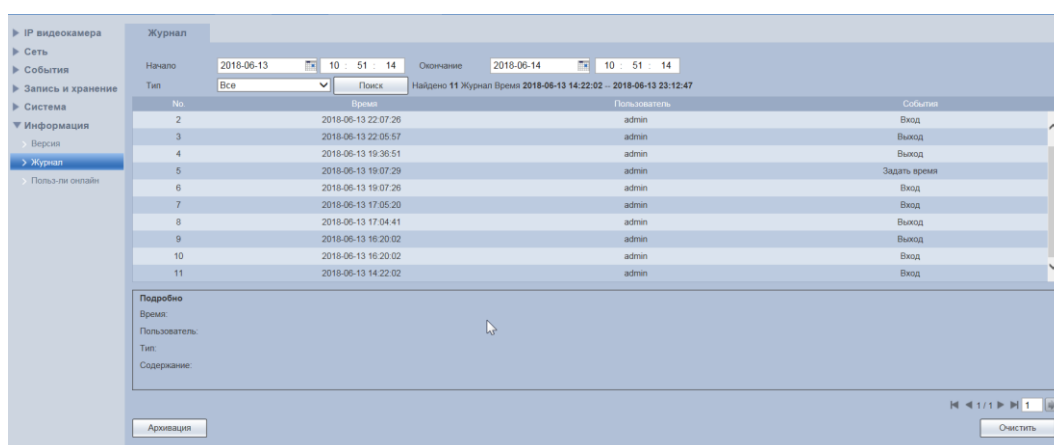 IP видеокамера
Сеть
События
Запись и хранение
Система
Информация
Версия
Журнал
Польз-ли онлайн
Журнал
Начало 2018-06-13 10 : 51 : 14 Окончание 2018-06-14 10 : 51 : 14
Тип Все Поиск Найдено 11 Журнал Время 2018-06-13 14:22:02 -- 2018-06-13 23:12:47
No. Время Пользователь События
2 2018-06-13 22:07:26 admin Вход
3 2018-06-13 22:05:57 admin Выход
4 2018-06-13 19:36:51 admin Выход
5 2018-06-13 19:07:29 admin Задать время
6 2018-06-13 19:07:26 admin Вход
7 2018-06-13 17:05:20 admin Вход
8 2018-06-13 17:04:41 admin Выход
9 2018-06-13 16:20:02 admin Выход
10 2018-06-13 16:20:02 admin Вход
11 2018-06-13 14:22:02 admin Вход
Подробно
Время:
Пользователь:
Тип:
Содержание:
1 / 1 1
Архивация Очистить